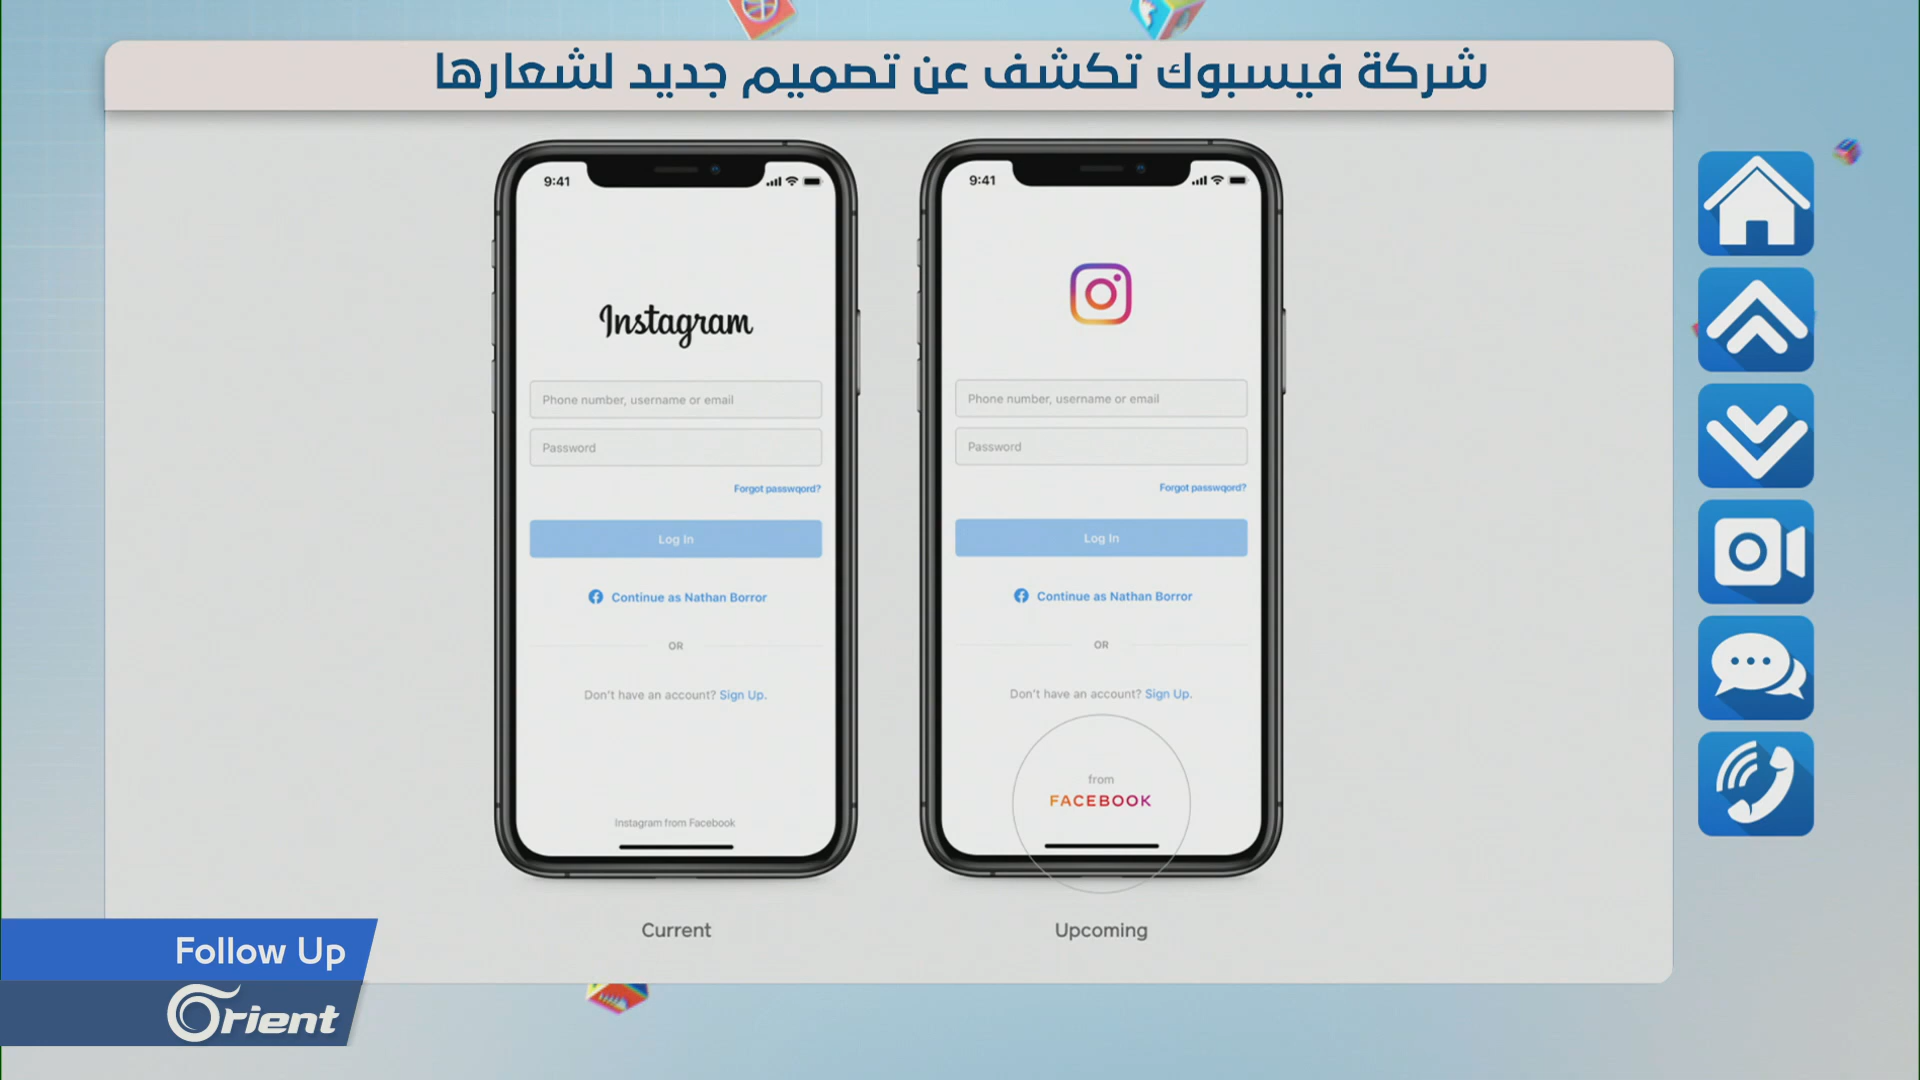 شركة فيسبوك تكشف عن تصميم جديد لشعارها
9:41
Instagram
Phone number, username or email
Password
Forgot passwqord?
Log In
Continue as Nathan Borror
OR
Don't have an account? Sign Up.
Instagram from Facebook
Current
9:41
Phone number, username or email
Password
Forgot passwqord?
Log In
Continue as Nathan Borror
OR
Don't have an account? Sign Up.
from
FACEBOOK
Upcoming
Follow Up
Orient